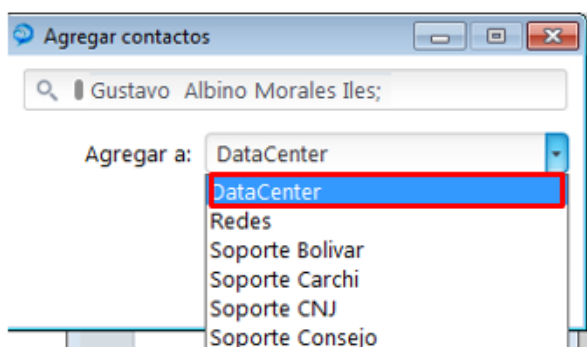 Agregar contactos
Gustavo Albino Morales Iles;
Agregar a: DataCenter
DataCenter
Redes
Soporte Bolivar
Soporte Carchi
Soporte CNJ
Soporte Consejo